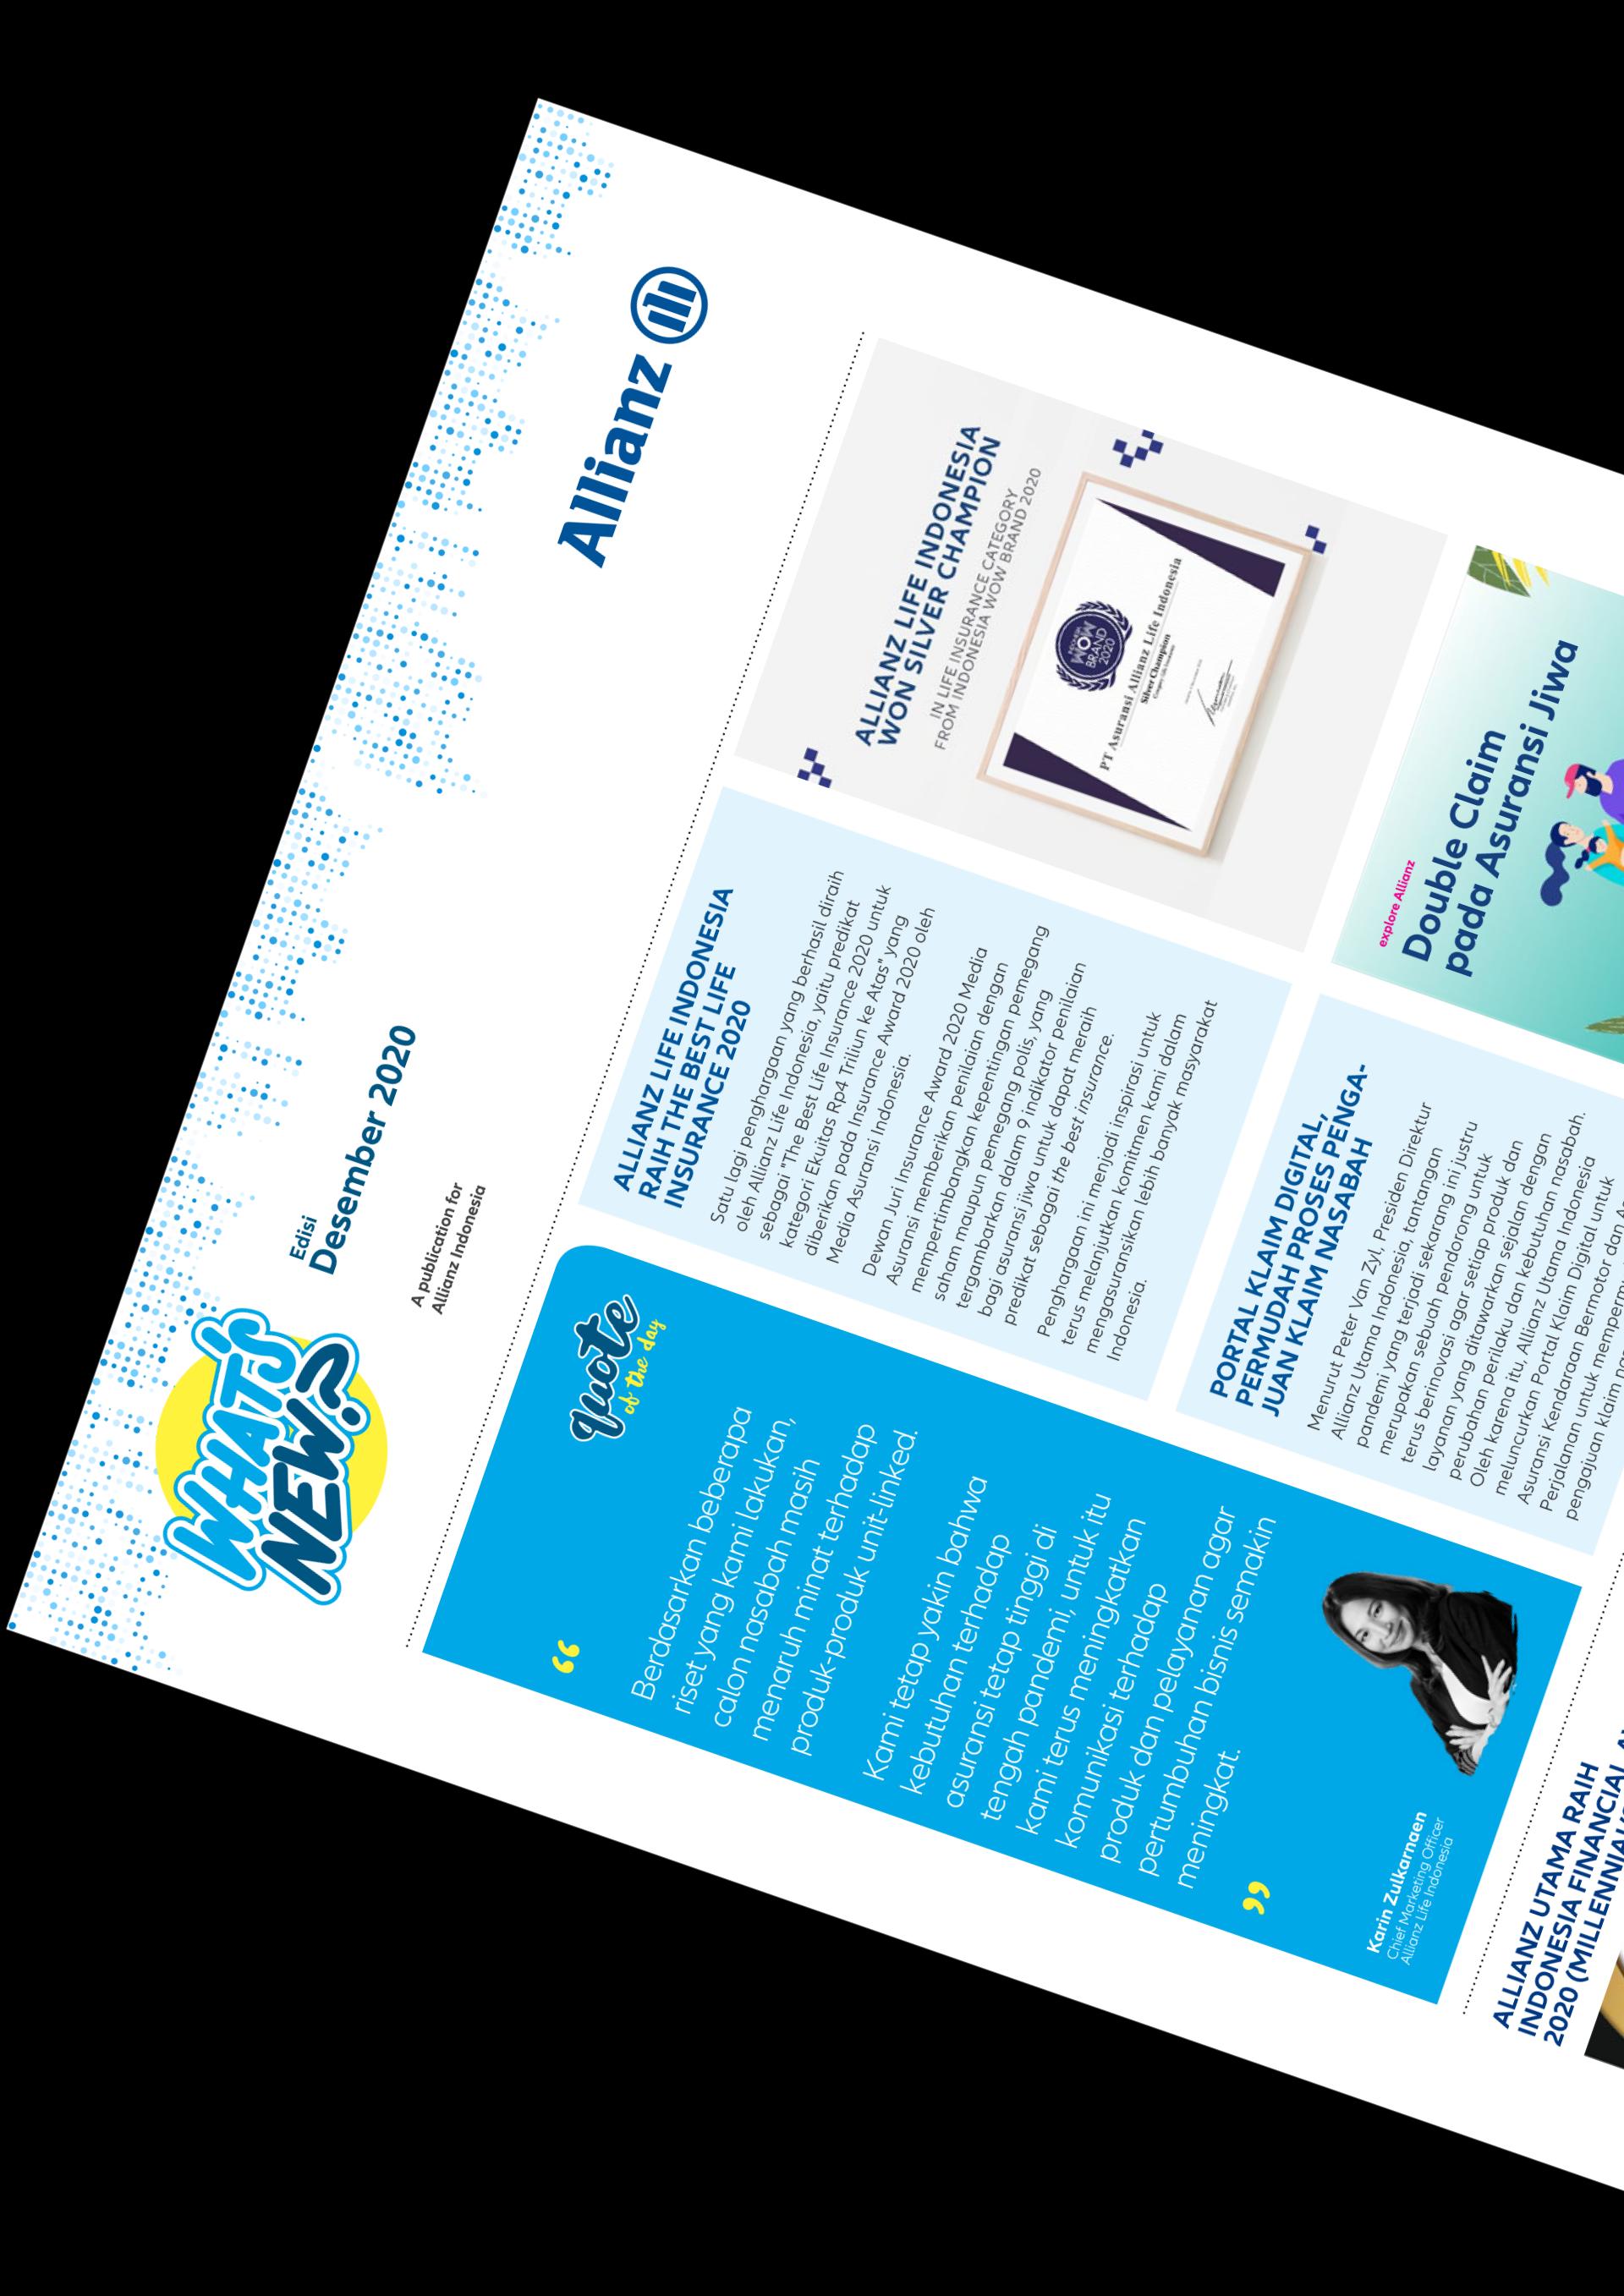 WHAT'S
NEW?
Edisi
Desember 2020
A publication for
Allianz Indonesia
Allianz
Quote
of the day
“
Berdasarkan beberapa
riset yang kami lakukan,
calon nasabah masih
menaruh minat terhadap
produk-produk unit-linked.
Kami tetap yakin bahwa
kebutuhan terhadap
asuransi tetap tinggi di
tengah pandemi, untuk itu
kami terus meningkatkan
komunikasi terhadap
produk dan pelayanan agar
pertumbuhan bisnis semakin
meningkat.
”
Karin Zulkarnaen
Chief Marketing Officer
Allianz Life Indonesia
ALLIANZ LIFE INDONESIA
RAIH THE BEST LIFE
INSURANCE 2020
Satu lagi penghargaan yang berhasil diraih
oleh Allianz Life Indonesia, yaitu predikat
sebagai "The Best Life Insurance 2020 untuk
kategori Ekuitas Rp4 Triliun ke Atas" yang
diberikan pada Insurance Award 2020 oleh
Media Asuransi Indonesia.
Dewan Juri Insurance Award 2020 Media
Asuransi memberikan penilaian dengan
mempertimbangkan kepentingan pemegang
saham maupun pemegang polis, yang
tergambarkan dalam 9 indikator penilaian
bagi asuransi jiwa untuk dapat meraih
predikat sebagai the best insurance.
Penghargaan ini menjadi inspirasi untuk
terus melanjutkan komitmen kami dalam
mengasuransikan lebih banyak masyarakat
Indonesia.
ALLIANZ LIFE INDONESIA
WON SILVER CHAMPION
IN LIFE INSURANCE CATEGORY
FROM INDONESIA WOW BRAND 2020
WOW
BRAND
2020
PT Asuransi Allianz Life Indonesia
Silver Champion
PORTAL KLAIM DIGITAL,
PERMUDAH PROSES PENGA-
JUAN KLAIM NASABAH
Menurut Peter Van Zyl, Presiden Direktur
Allianz Utama Indonesia, tantangan
pandemi yang terjadi sekarang ini justru
merupakan sebuah pendorong untuk
terus berinovasi agar setiap produk dan
layanan yang ditawarkan sejalan dengan
perubahan perilaku dan kebutuhan nasabah.
Oleh karena itu, Allianz Utama Indonesia
meluncurkan Portal Klaim Digital untuk
Asuransi Kendaraan Bermotor dan
Perjalanan untuk
pengajuan klaim
explore Allianz
Double Claim
pada Asuransi Jiwa
ALLIANZ UTAMA RAIH
INDONESIA FINANCIAL
2020